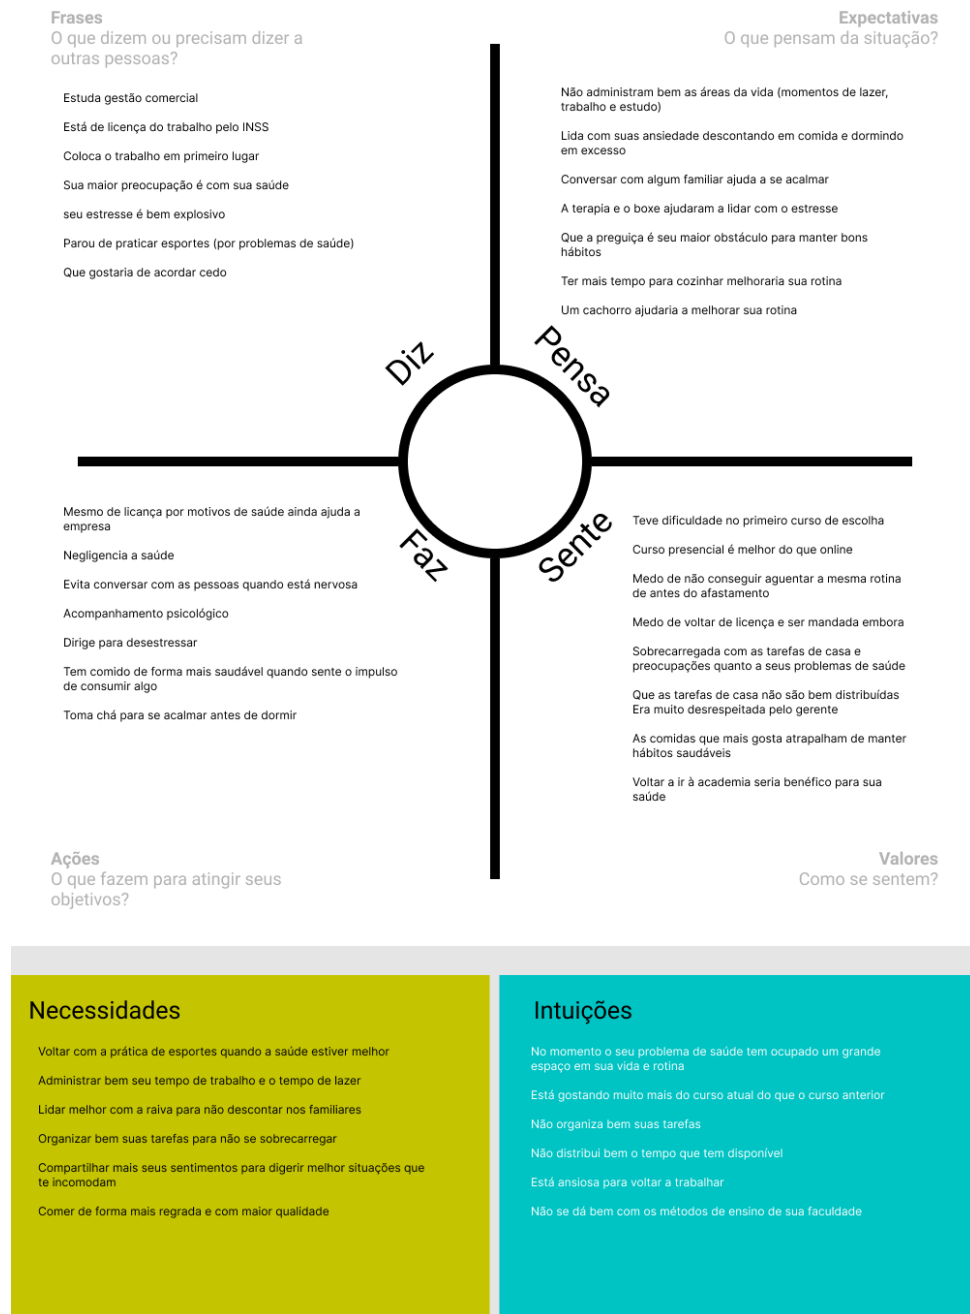 Frases
O que dizem ou precisam dizer a
outras pessoas?
Estuda gestão comercial
Está de licença do trabalho pelo INSS
Coloca o trabalho em primeiro lugar
Sua maior preocupação é com sua saúde
seu estresse é bem explosivo
Parou de praticar esportes (por problemas de saúde)
Que gostaria de acordar cedo
Expectativas
O que pensam da situação?
Não administram bem as áreas da vida (momentos de lazer,
trabalho e estudo)
Lida com suas ansiedade descontando em comida e dormindo
em excesso
Conversar com algum familiar ajuda a se acalmar
A terapia e o boxe ajudaram a lidar com o estresse
Que a preguiça é seu maior obstáculo para manter bons
hábitos
Ter mais tempo para cozinhar melhoraria sua rotina
Um cachorro ajudaria a melhorar sua rotina
Diz
Pensa
Faz
Sente
Mesmo de licança por motivos de saúde ainda ajuda a
empresa
Negligencia a saúde
Evita conversar com as pessoas quando está nervosa
Acompanhamento psicológico
Dirige para desestressar
Tem comido de forma mais saudável quando sente o impulso
de consumir algo
Toma chá para se acalmar antes de dormir
Teve dificuldade no primeiro curso de escolha
Curso presencial é melhor do que online
Medo de não conseguir aguentar a mesma rotina
de antes do afastamento
Medo de voltar de licença e ser mandada embora
Sobrecarregada com as tarefas de casa e
preocupações quanto a seus problemas de saúde
Que as tarefas de casa não são bem distribuídas
Era muito desrespeitada pelo gerente
As comidas que mais gosta atrapalham de manter
hábitos saudáveis
Voltar a ir à academia seria benéfico para sua
saúde
Ações
O que fazem para atingir seus
objetivos?
Valores
Como se sentem?
Necessidades
Voltar com a prática de esportes quando a saúde estiver melhor
Administrar bem seu tempo de trabalho e o tempo de lazer
Lidar melhor com a raiva para não descontar nos familiares
Organizar bem suas tarefas para não se sobrecarregar
Compartilhar mais seus sentimentos para digerir melhor situações que
te incomodam
Comer de forma mais regrada e com maior qualidade
Intuições
No momento o seu problema de saúde tem ocupado um grande
espaço em sua vida e rotina
Está gostando muito mais do curso atual do que o curso anterior
Não organiza bem suas tarefas
Não distribui bem o tempo que tem disponível
Está ansiosa para voltar a trabalhar
Não se dá bem com os métodos de ensino de sua faculdade